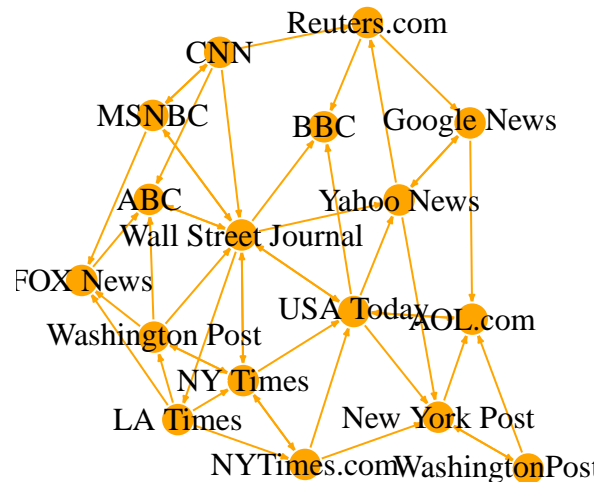 Reuters.com
CNN
MSNBC
BBC
Google News
ABC
Yahoo News
Wall Street Journal
FOX News
USA Today
AOL.com
Washington Post
NY Times
LA Times
New York Post
NYTimes.com
WashingtonPost